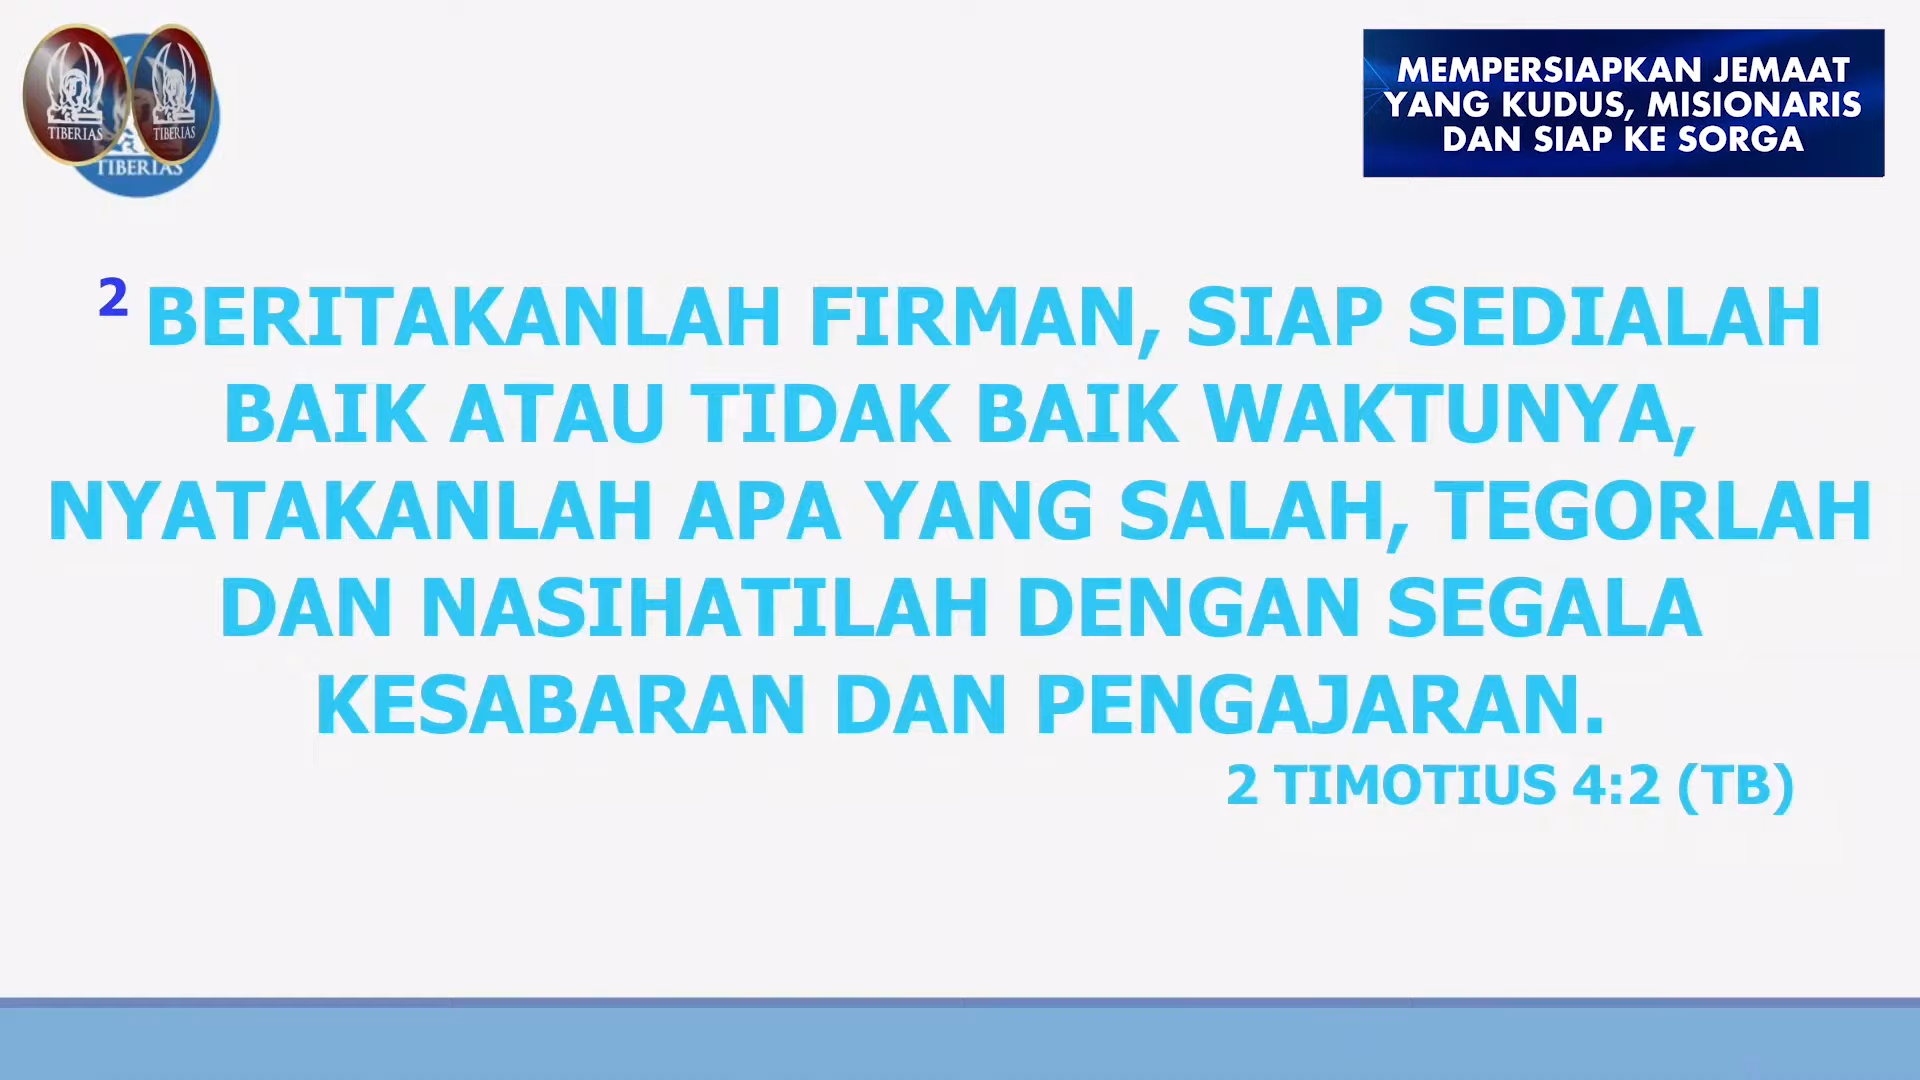 TIBERIAS
TIBERIAS
TIBERIAS
MEMPERSIAPKAN JEMAAT
YANG KUDUS, MISIONARIS
DAN SIAP KE SORGA
2 BERITAKANLAH FIRMAN, SIAP SEDIALAH
BAIK ATAU TIDAK BAIK WAKTUNYA,
NYATAKANLAH APA YANG SALAH, TEGORLAH
DAN NASIHATILAH DENGAN SEGALA
KESABARAN DAN PENGAJARAN.
2 TIMOTIUS 4:2 (TB)